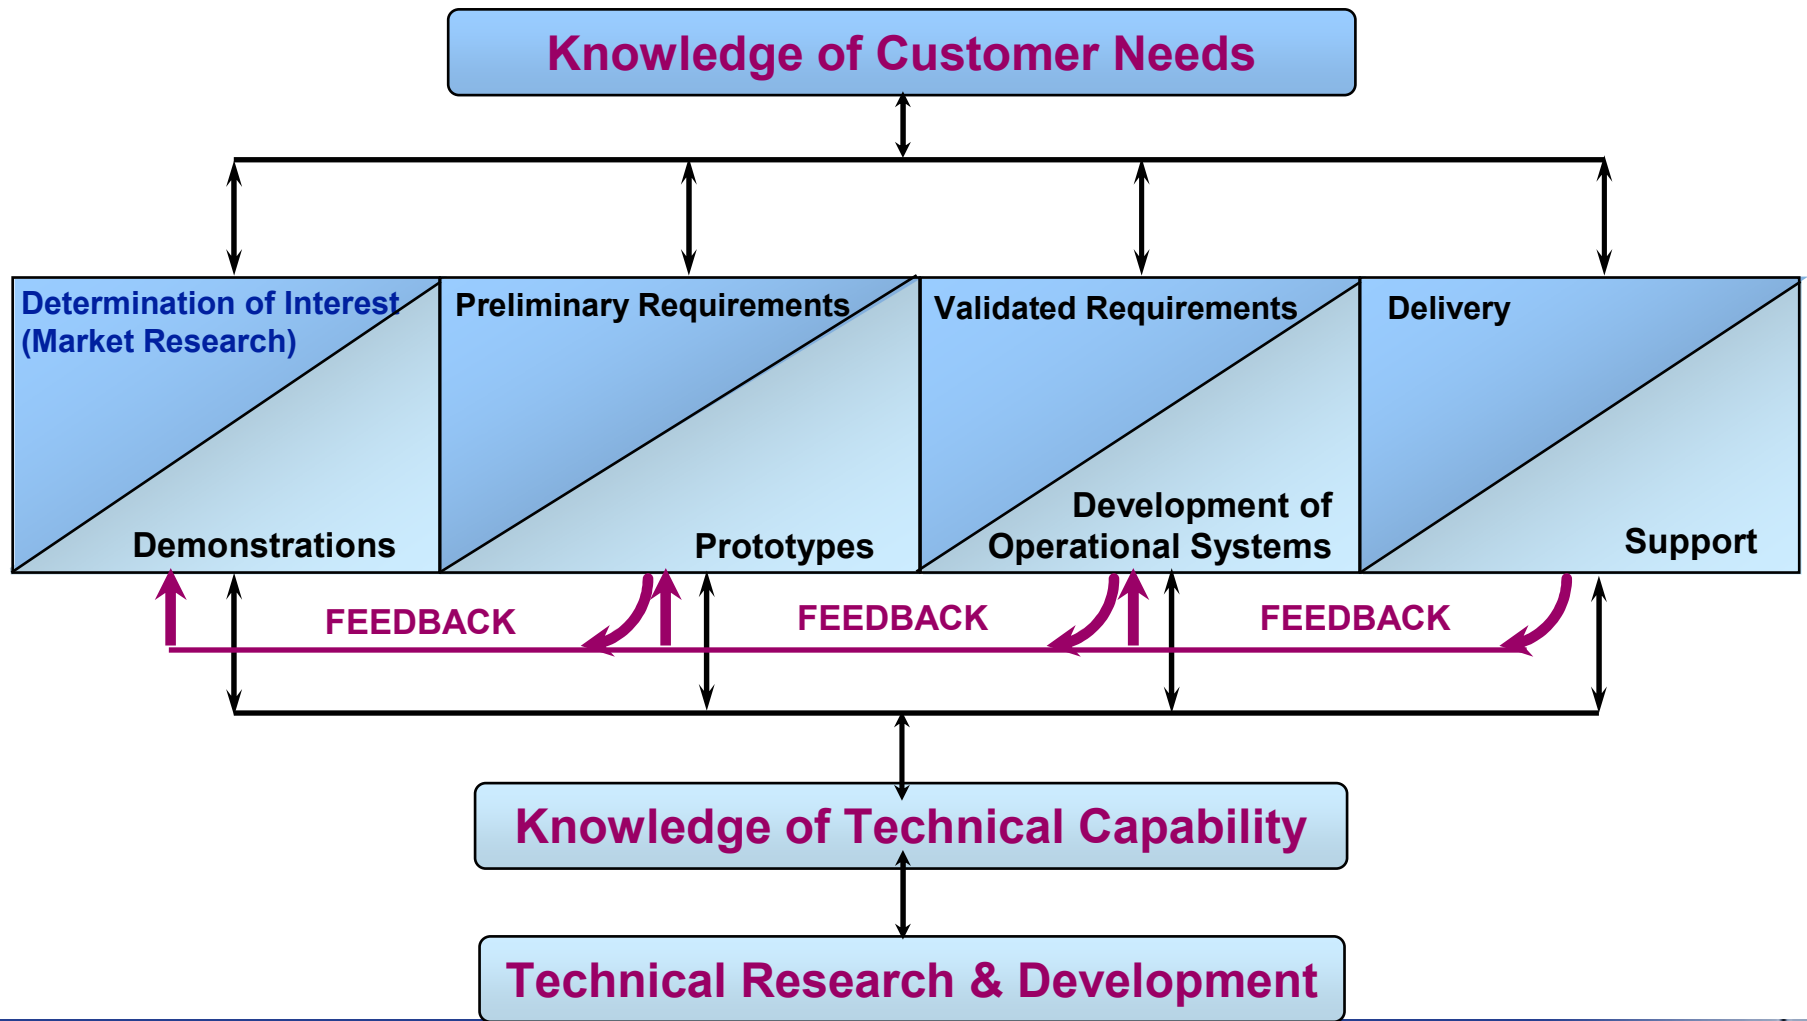 Knowledge of Customer Needs
Determination of Interest
(Market Research)
Demonstrations
Preliminary Requirements
Prototypes
Validated Requirements
Development of
Operational Systems
Delivery
Support
FEEDBACK
FEEDBACK
FEEDBACK
Knowledge of Technical Capability
Technical Research & Development